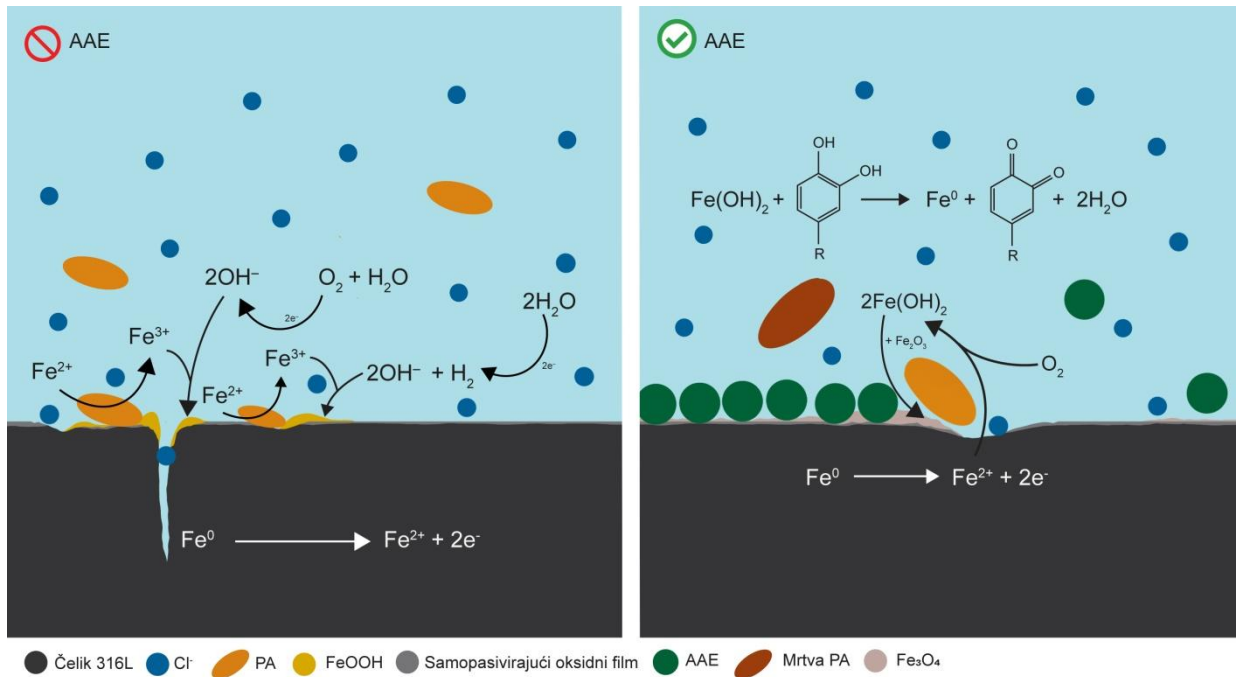 AAE
2OH⁻
O₂ + H₂O
2e⁻
2H₂O
2e⁻
Fe³⁺
Fe²⁺
Fe³⁺
Fe²⁺
2OH⁻ + H₂
Fe⁰ Fe²⁺ + 2e⁻
AAE
OH
OH
O
O
Fe(OH)₂ + Fe⁰ + + 2H₂O
R
R
2Fe(OH)₂
+ Fe₂O₃
O₂
Fe⁰ Fe²⁺ + 2e⁻
Čelik 316L Cl⁻ PA FeOOH Samopasivirajući oksidni film AAE Mrtva PA Fe₃O₄